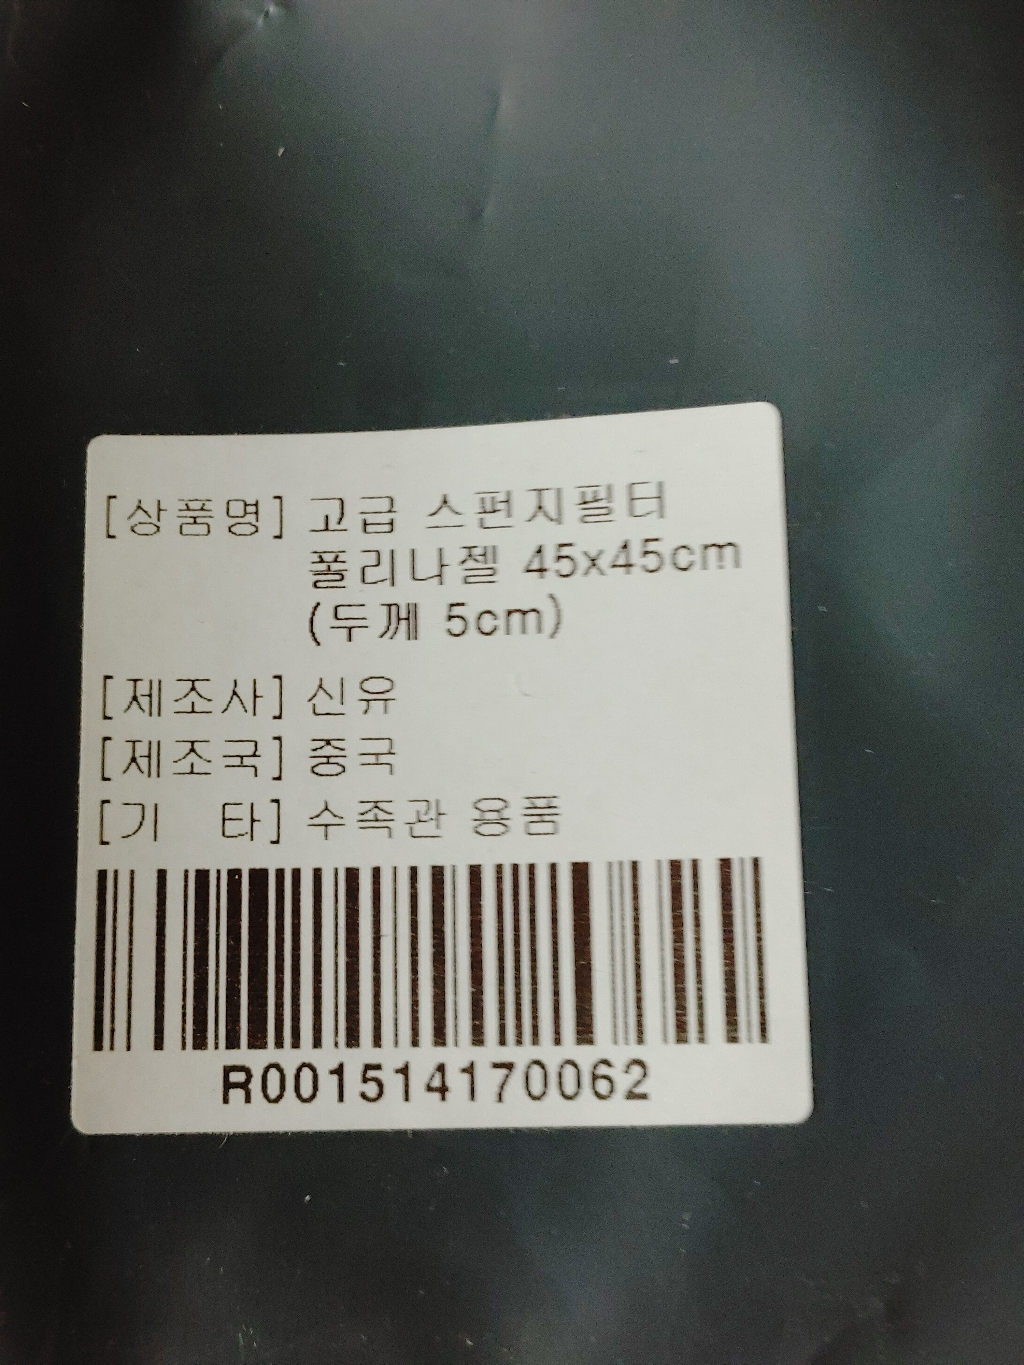 [상품명] 고급 스펀지필터
폴리나젤 45x45cm
(두께 5cm)
[제조사] 신유
[제조국] 중국
[기 타] 수족관 용품
R001514170062